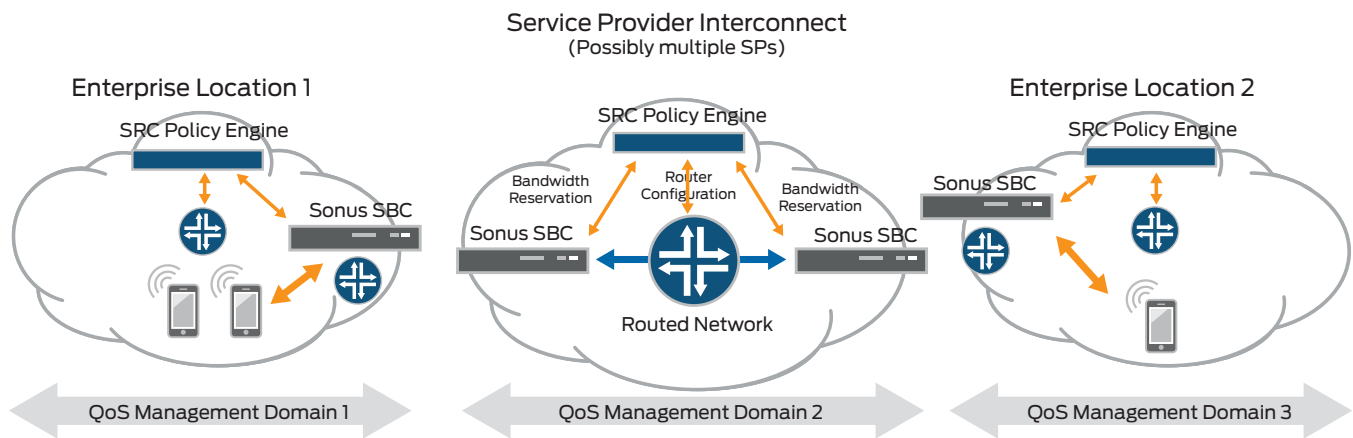 Service Provider Interconnect
(Possibly multiple SPs)
Enterprise Location 1
SRC Policy Engine
Sonus SBC
QoS Management Domain 1
SRC Policy Engine
Bandwidth
Reservation
Router
Configuration
Bandwidth
Reservation
Sonus SBC
Sonus SBC
Routed Network
QoS Management Domain 2
Enterprise Location 2
SRC Policy Engine
Sonus SBC
QoS Management Domain 3